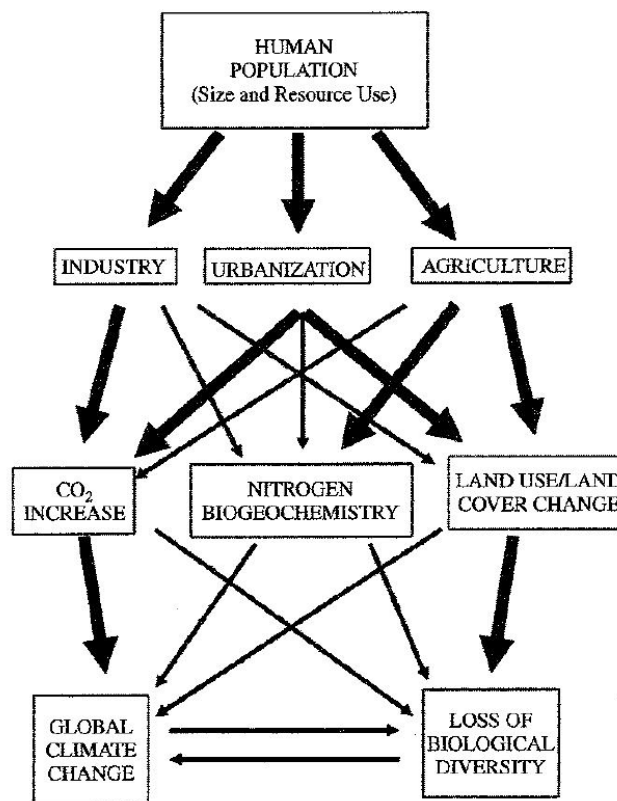 HUMAN
POPULATION
(Size and Resource Use)
INDUSTRY
URBANIZATION
AGRICULTURE
CO₂
INCREASE
NITROGEN
BIOGEOCHEMISTRY
LAND USE/LAND
COVER CHANGE
GLOBAL
CLIMATE
CHANGE
LOSS OF
BIOLOGICAL
DIVERSITY